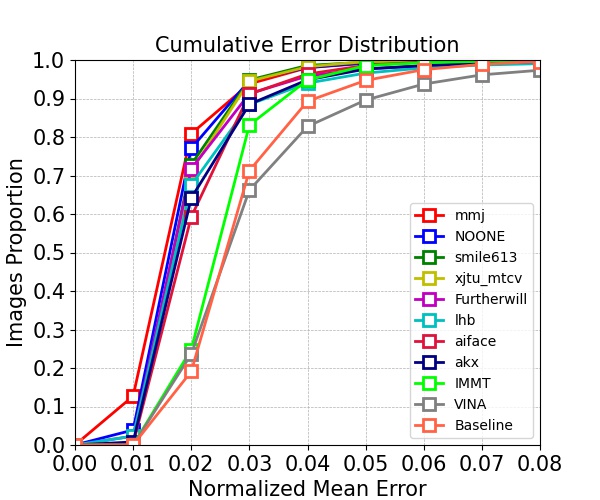 Cumulative Error Distribution
1.0
0.9
0.8
0.7
0.6
0.5
0.4
0.3
0.2
0.1
0.0
Images Proportion
mmj
NOONE
smile613
xjtu_mtcv
Furtherwill
lhb
aiface
akx
IMMT
VINA
Baseline
0.00 0.01 0.02 0.03 0.04 0.05 0.06 0.07 0.08
Normalized Mean Error